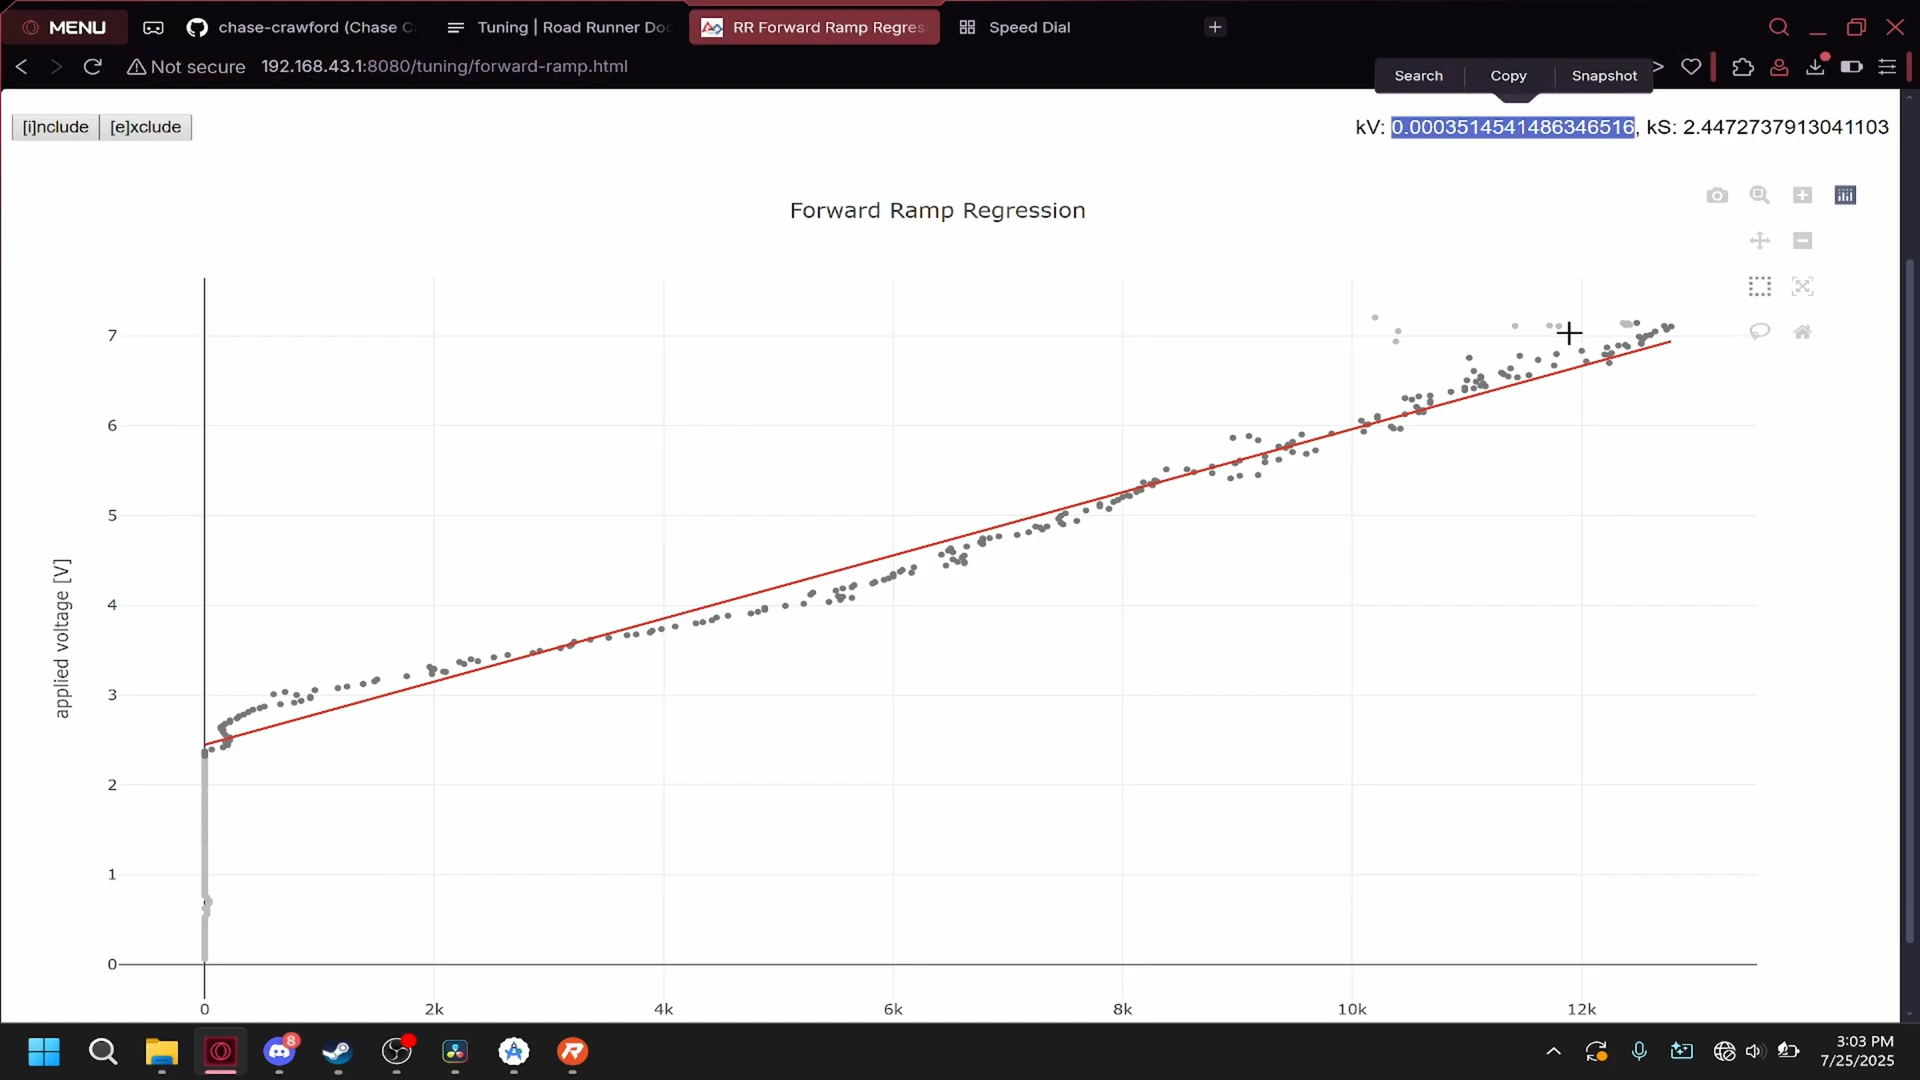 MENU
chase-crawford (Chase C
Tuning | Road Runner Doc
RR Forward Ramp Regres
Speed Dial
Not secure
192.168.43.1:8080/tuning/forward-ramp.html
Search
Copy
Snapshot
[i]nclude
[e]xclude
kV: 0.0003514541486346516, kS: 2.4472737913041103
Forward Ramp Regression
applied voltage [V]
7
6
5
4
3
2
1
0
0
2k
4k
6k
8k
10k
12k
8
3:03 PM
7/25/2025